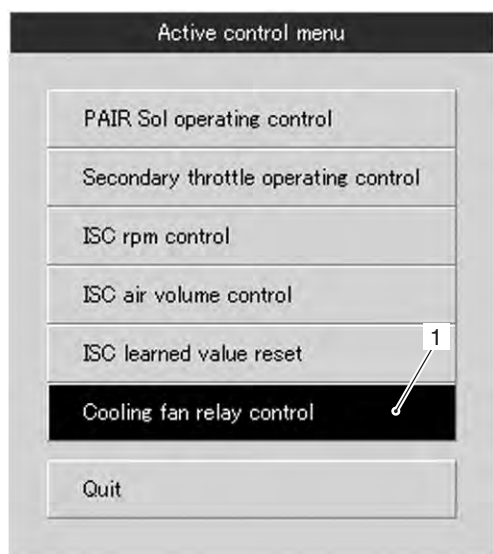 Active control menu
PAIR Sol operating control
Secondary throttle operating control
ISC rpm control
ISC air volume control
ISC learned value reset
1
Cooling fan relay control
Quit